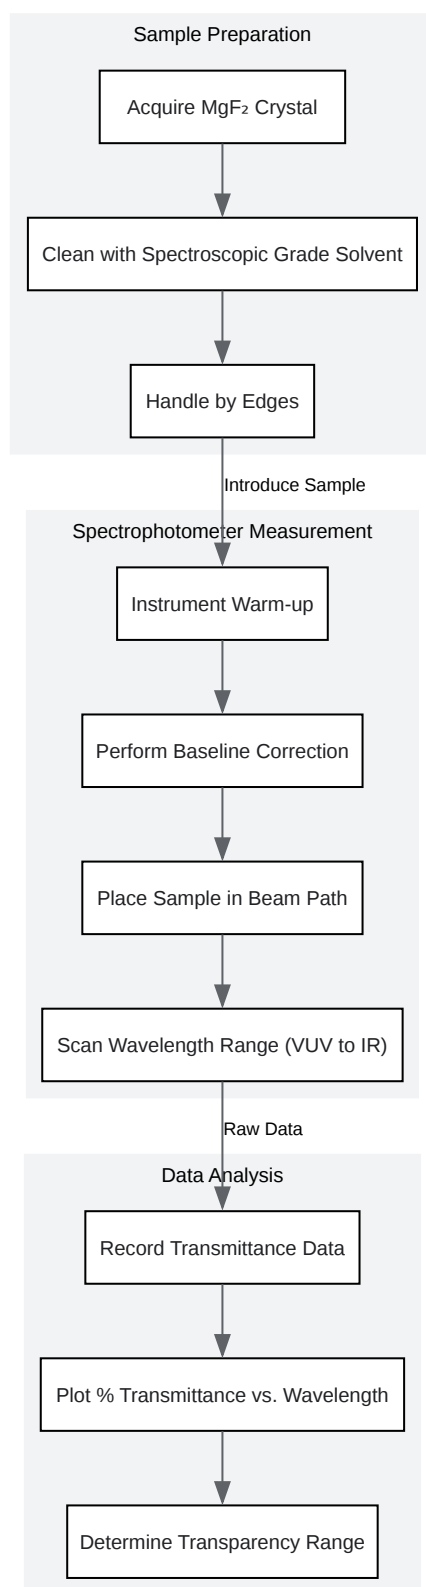 Sample Preparation
Acquire MgF₂ Crystal
Clean with Spectroscopic Grade Solvent
Handle by Edges
Introduce Sample
Spectrophotometer Measurement
Instrument Warm-up
Perform Baseline Correction
Place Sample in Beam Path
Scan Wavelength Range (VUV to IR)
Raw Data
Data Analysis
Record Transmittance Data
Plot % Transmittance vs. Wavelength
Determine Transparency Range